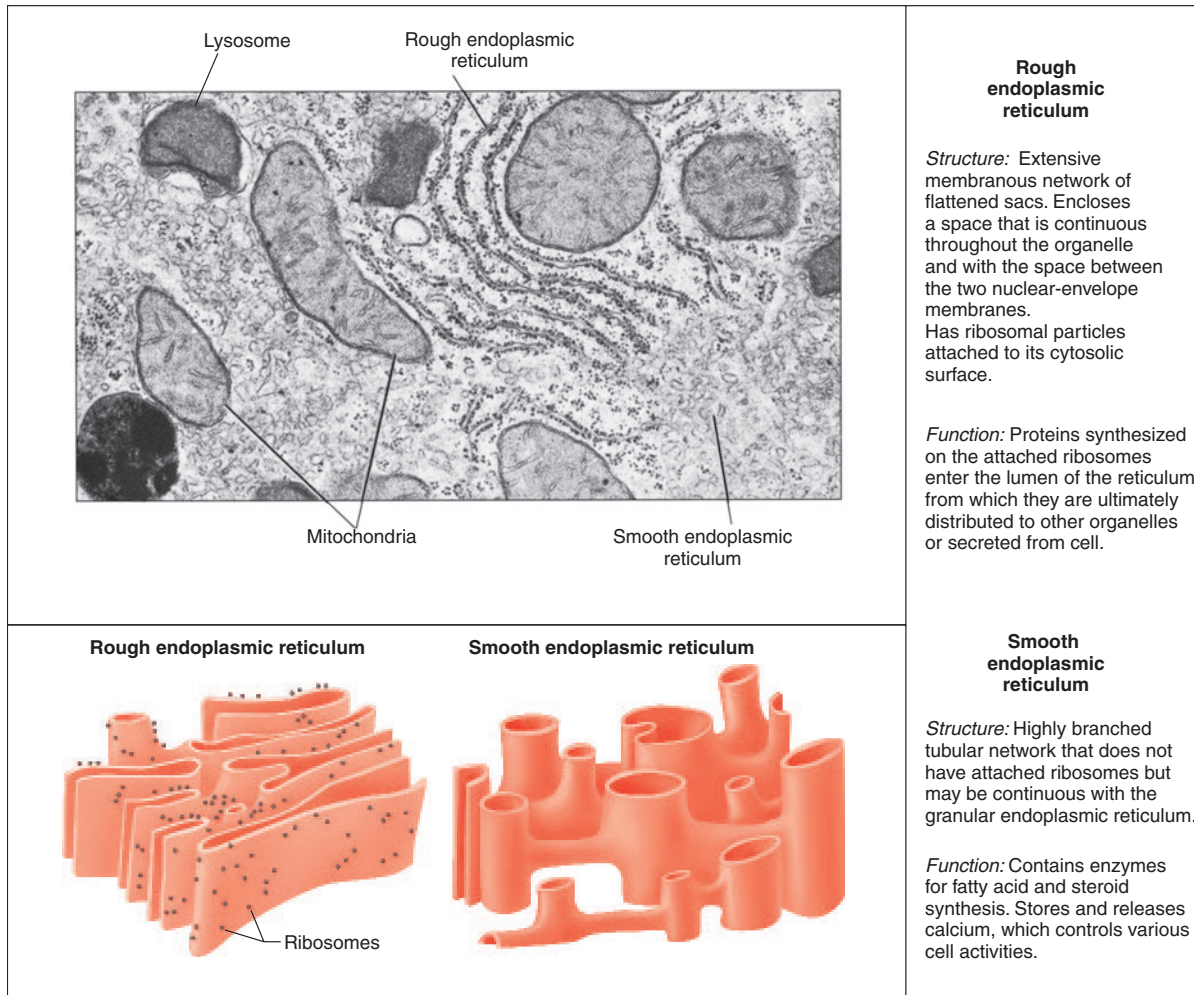 Lysosome
Rough endoplasmic
reticulum
Mitochondria
Smooth endoplasmic
reticulum
Rough
endoplasmic
reticulum
Structure: Extensive
membranous network of
flattened sacs. Encloses
a space that is continuous
throughout the organelle
and with the space between
the two nuclear-envelope
membranes.
Has ribosomal particles
attached to its cytosolic
surface.
Function: Proteins synthesized
on the attached ribosomes
enter the lumen of the reticulum
from which they are ultimately
distributed to other organelles
or secreted from cell.
Rough endoplasmic reticulum
Smooth endoplasmic reticulum
Ribosomes
Smooth
endoplasmic
reticulum
Structure: Highly branched
tubular network that does not
have attached ribosomes but
may be continuous with the
granular endoplasmic reticulum.
Function: Contains enzymes
for fatty acid and steroid
synthesis. Stores and releases
calcium, which controls various
cell activities.